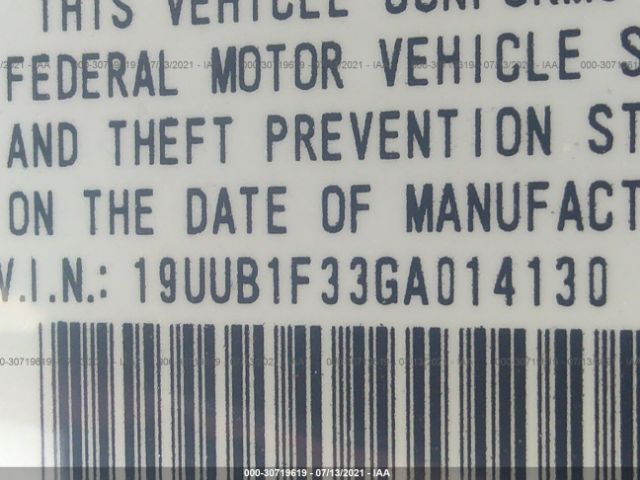 THIS VEHICLE CONFORMS
FEDERAL MOTOR VEHICLE S
AND THEFT PREVENTION ST
ON THE DATE OF MANUFACT
V.I.N.: 19UUB1F33GA014130
000-30719619 - 07/13/2021 - IAA